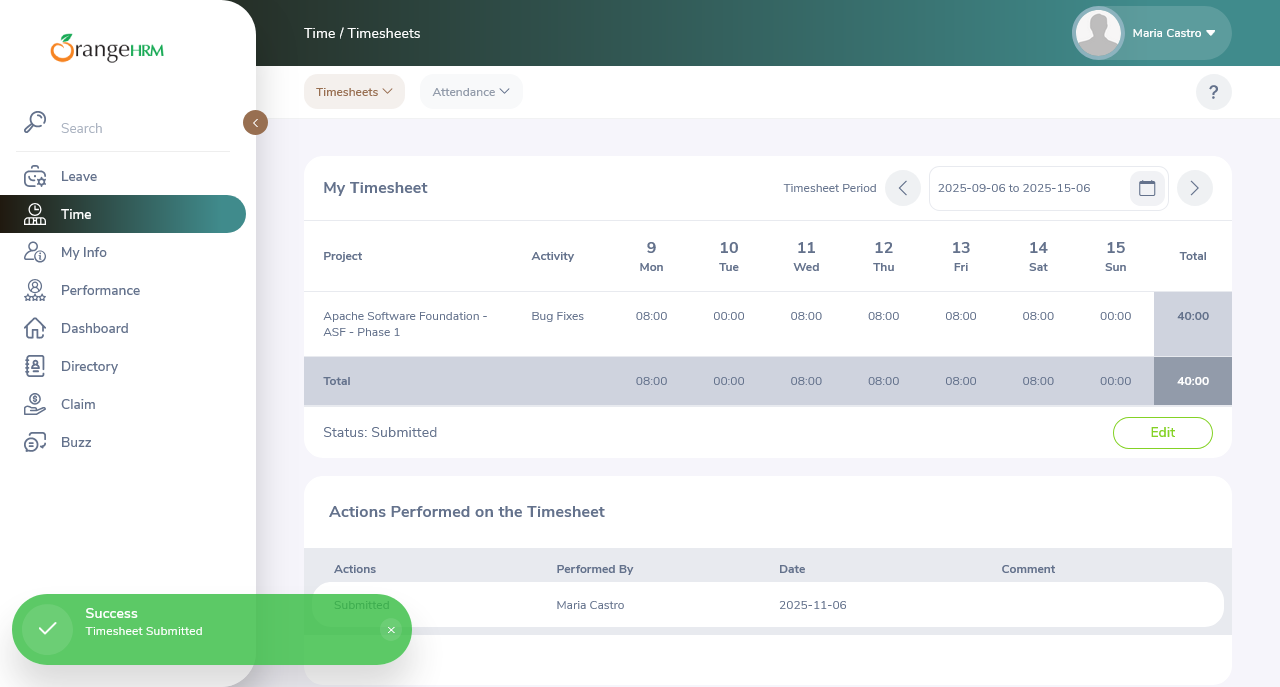 OrangeHRM
Time / Timesheets
Maria Castro
Timesheets
Attendance
?
Search
Leave
Time
My Info
Performance
Dashboard
Directory
Claim
Buzz
My Timesheet
Timesheet Period
2025-09-06 to 2025-15-06
Project Activity 9 Mon 10 Tue 11 Wed 12 Thu 13 Fri 14 Sat 15 Sun Total
Apache Software Foundation - Bug Fixes 08:00 00:00 08:00 08:00 08:00 08:00 00:00 40:00
ASF - Phase 1
Total 08:00 00:00 08:00 08:00 08:00 08:00 00:00 40:00
Status: Submitted
Edit
Actions Performed on the Timesheet
Actions Performed By Date Comment
Submitted Maria Castro 2025-11-06
Success
Timesheet Submitted